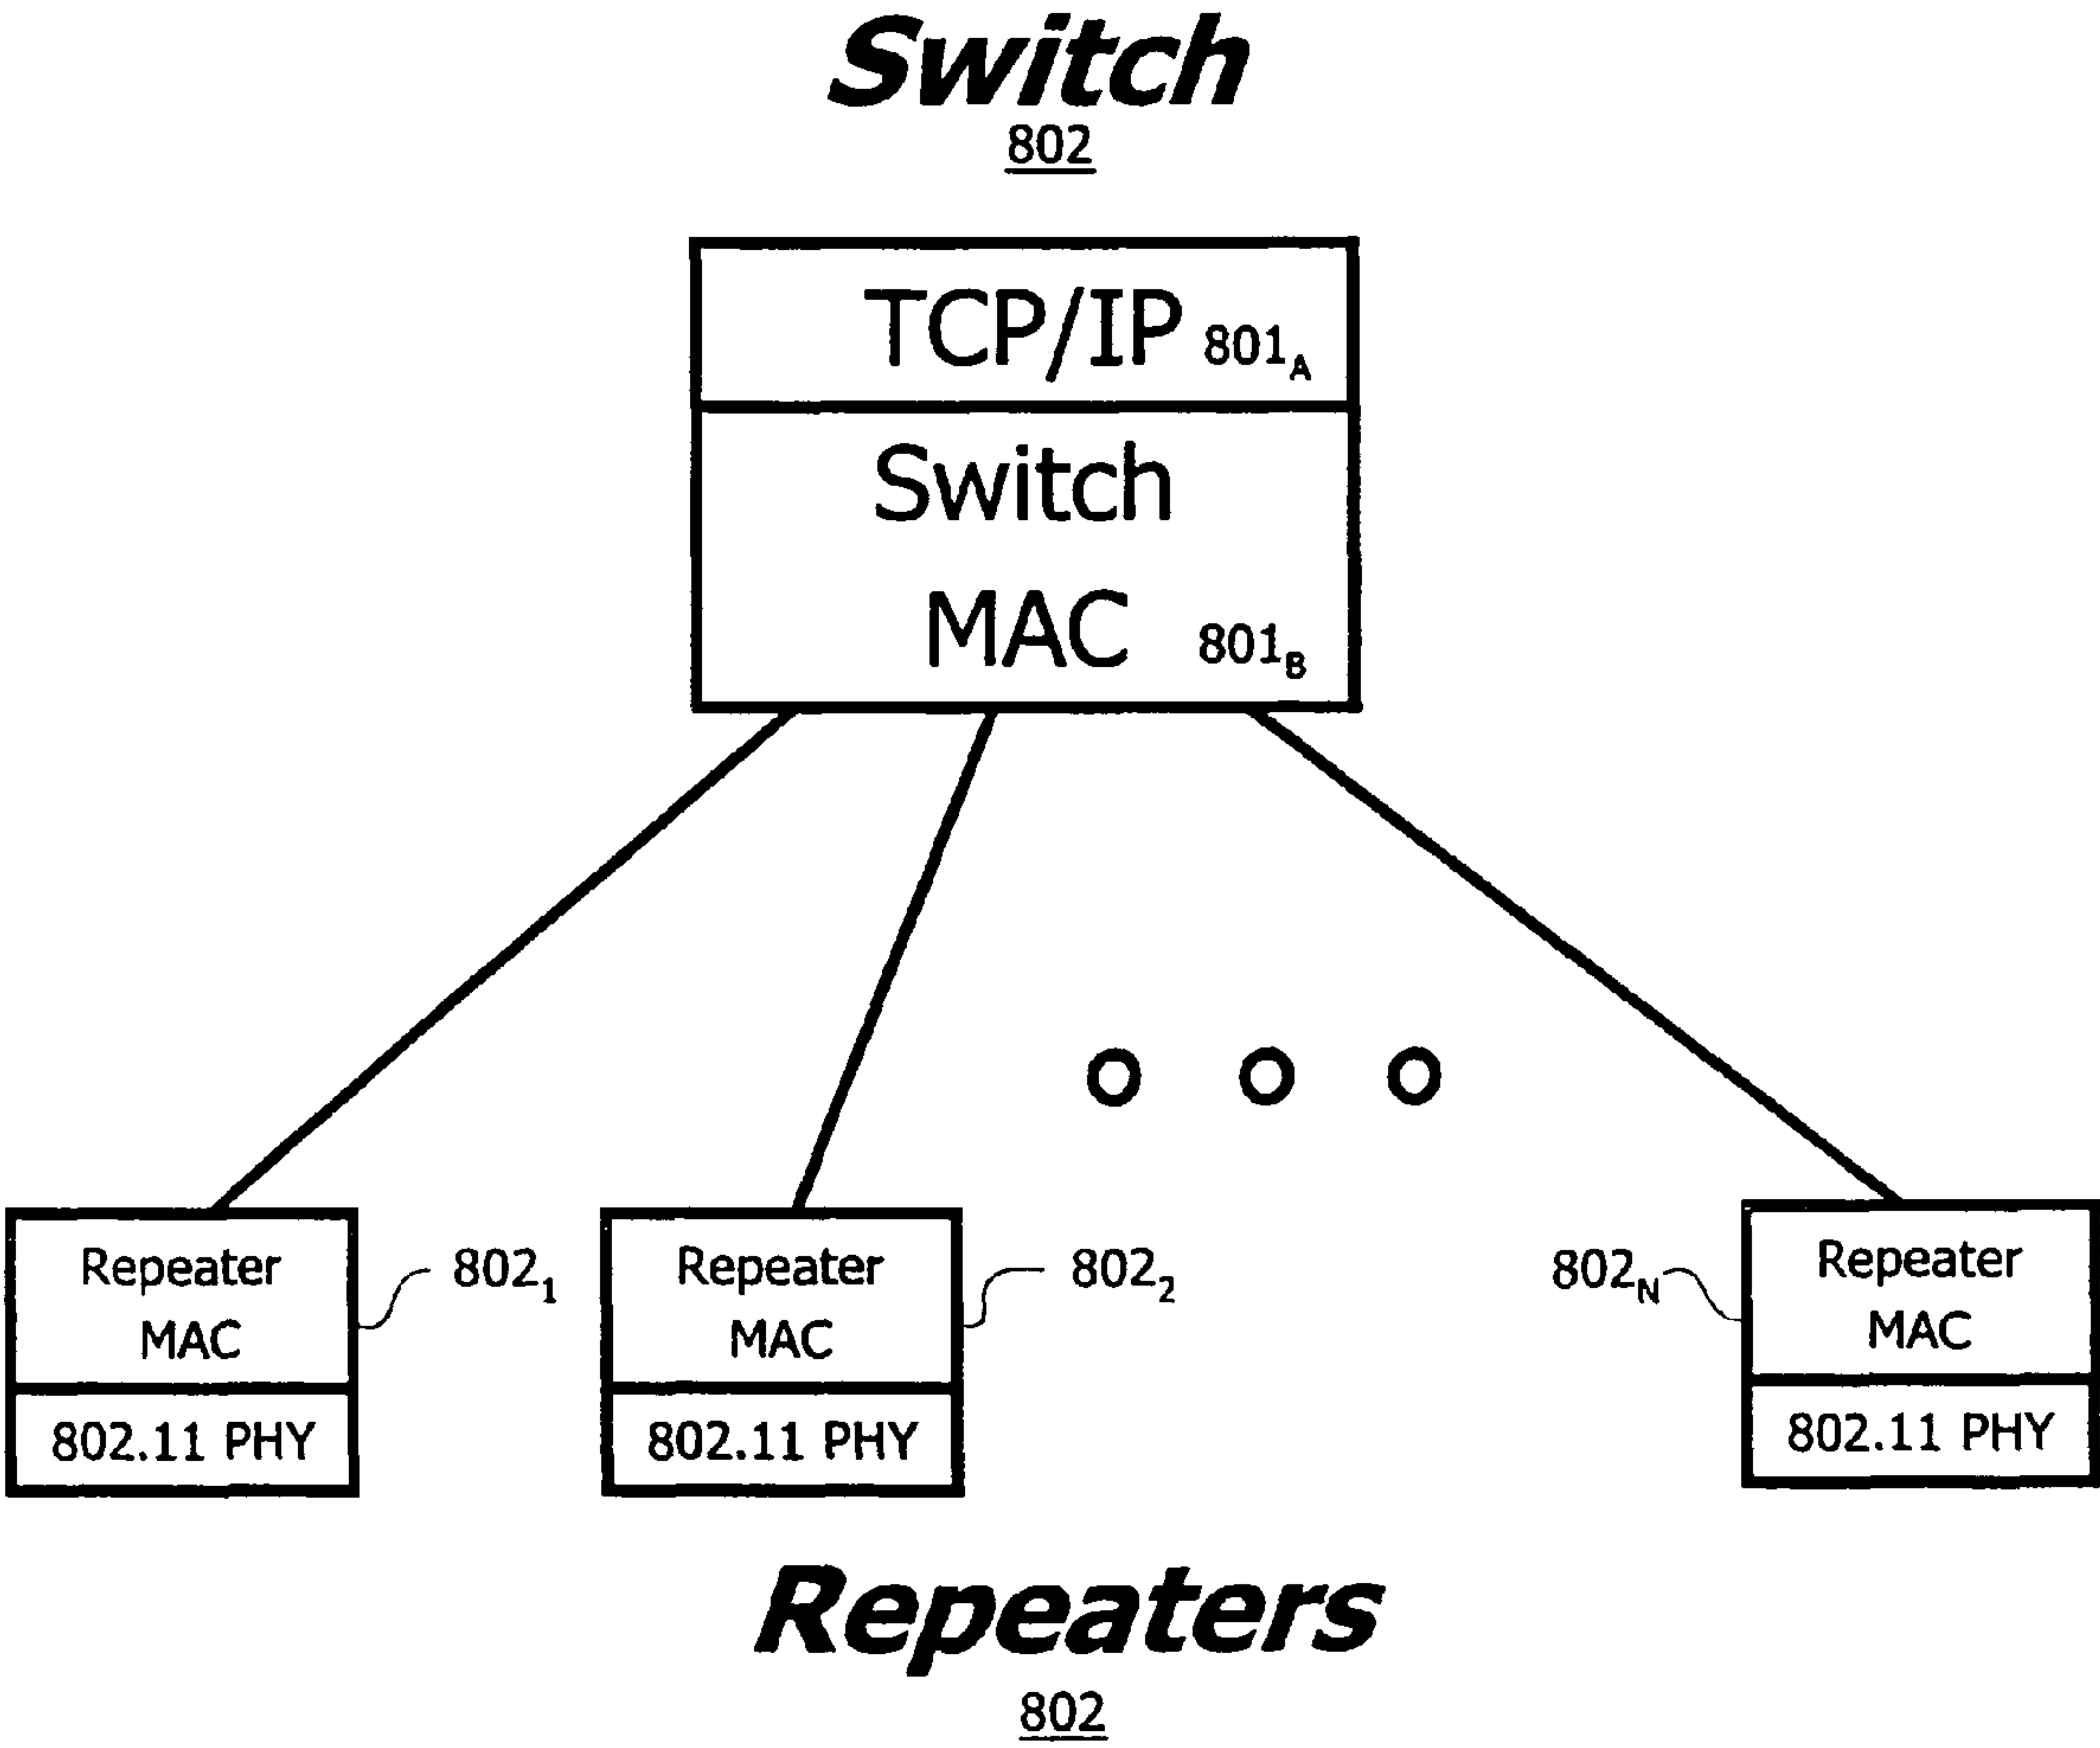 Switch
802
TCP/IP 801A
Switch
MAC 801B
Repeater
MAC
802.11 PHY
8021
Repeater
MAC
802.11 PHY
8022
802N
Repeater
MAC
802.11 PHY
Repeaters
802